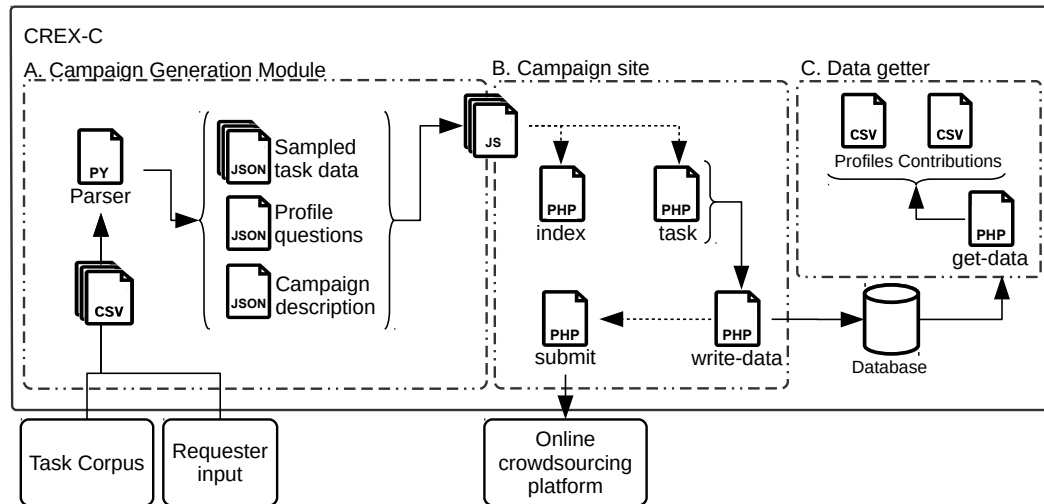 CREX-C
A. Campaign Generation Module
B. Campaign site
C. Data getter
PY
Parser
CSV
JSON
Sampled
task data
JSON
Profile
questions
JSON
Campaign
description
JS
PHP
index
PHP
task
PHP
submit
PHP
write-data
CSV
CSV
Profiles Contributions
PHP
get-data
Database
Task Corpus
Requester
input
Online
crowdsourcing
platform